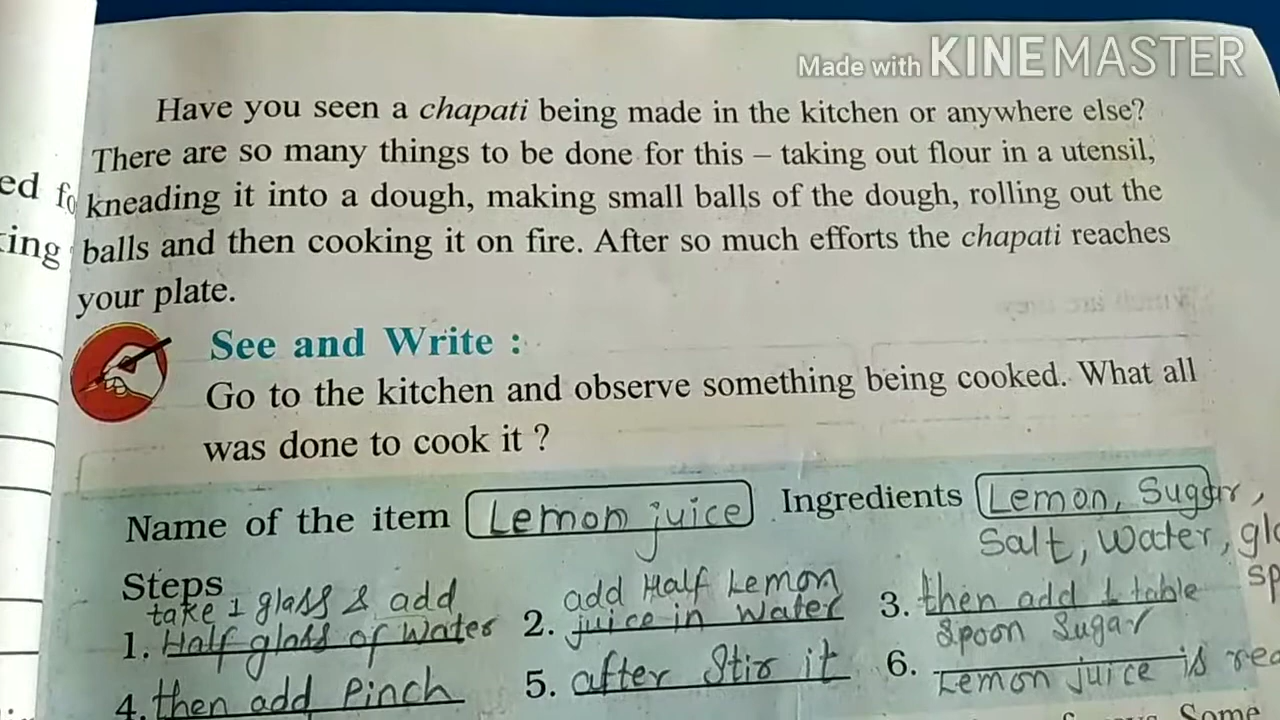 Made with KINEMASTER
Have you seen a chapati being made in the kitchen or anywhere else?
There are so many things to be done for this – taking out flour in a utensil,
kneading it into a dough, making small balls of the dough, rolling out the
balls and then cooking it on fire. After so much efforts the chapati reaches
your plate.
See and Write :
Go to the kitchen and observe something being cooked. What all
was done to cook it ?
Name of the item Lemon juice Ingredients Lemon, Sugar,
Salt, Water,
Steps
1. take 1 glass & add
Half glass of Water
2. add Half Lemon
juice in Water
3. then add 1 table
Spoon Sugar
4. then add Pinch
5. after Stir it
6. Lemon juice is
Some